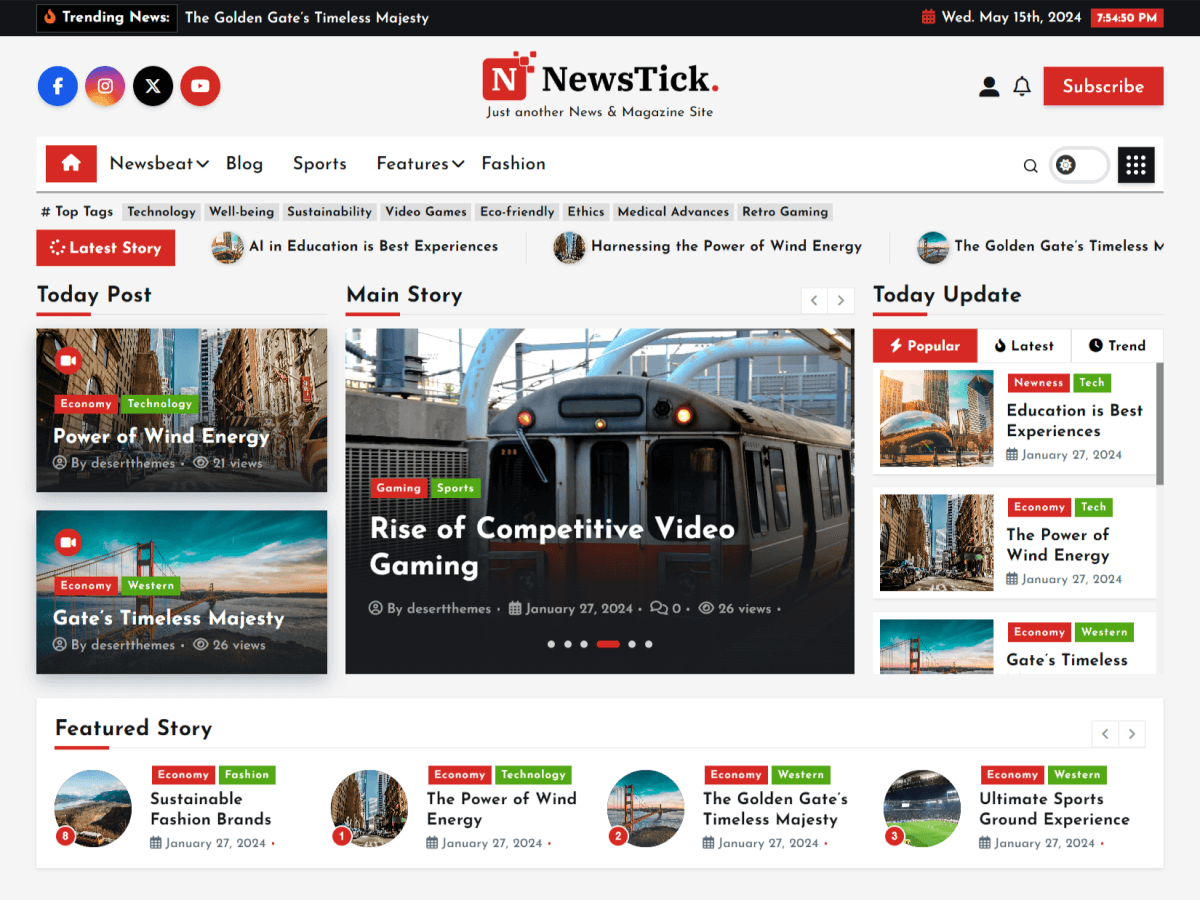 Trending News: The Golden Gate's Timeless Majesty
Wed. May 15th, 2024 7:54:50 PM
N NewsTick.
Just another News & Magazine Site
Subscribe
Newsbeat Blog Sports Features Fashion
# Top Tags Technology Well-being Sustainability Video Games Eco-friendly Ethics Medical Advances Retro Gaming
Latest Story AI in Education is Best Experiences Harnessing the Power of Wind Energy The Golden Gate's Timeless M
Today Post
Economy Technology
Power of Wind Energy
By desertthemes • 21 views
Economy Western
Gate's Timeless Majesty
By desertthemes • 26 views
Main Story
Gaming Sports
Rise of Competitive Video
Gaming
By desertthemes • January 27, 2024 • 0 • 26 views •
Today Update
Popular Latest Trend
Newness Tech
Education is Best
Experiences
January 27, 2024
Economy Tech
The Power of
Wind Energy
January 27, 2024
Economy Western
Gate's Timeless
Featured Story
8
Economy Fashion
Sustainable
Fashion Brands
January 27, 2024 •
1
Economy Technology
The Power of Wind
Energy
January 27, 2024 •
2
Economy Western
The Golden Gate's
Timeless Majesty
January 27, 2024 •
3
Economy Western
Ultimate Sports
Ground Experience
January 27, 2024 •